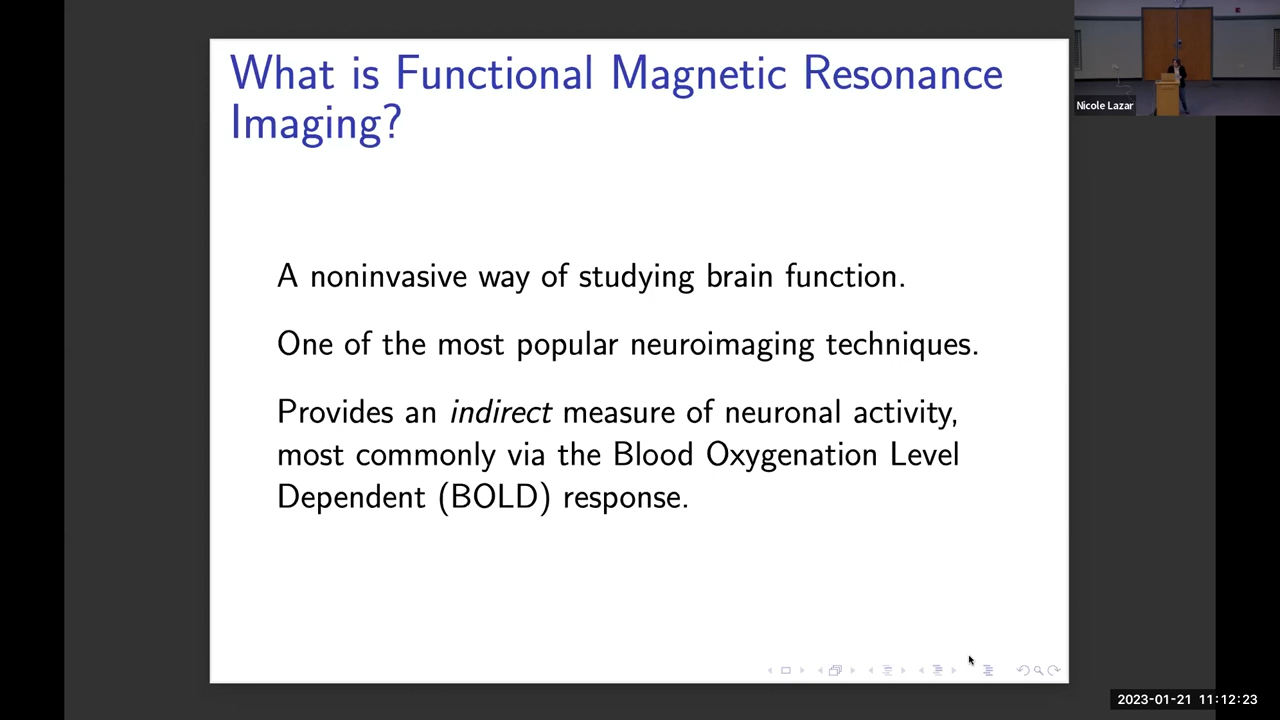 What is Functional Magnetic Resonance
Imaging?
Nicole Lazar
A noninvasive way of studying brain function.
One of the most popular neuroimaging techniques.
Provides an indirect measure of neuronal activity,
most commonly via the Blood Oxygenation Level
Dependent (BOLD) response.
2023-01-21 11:12:23